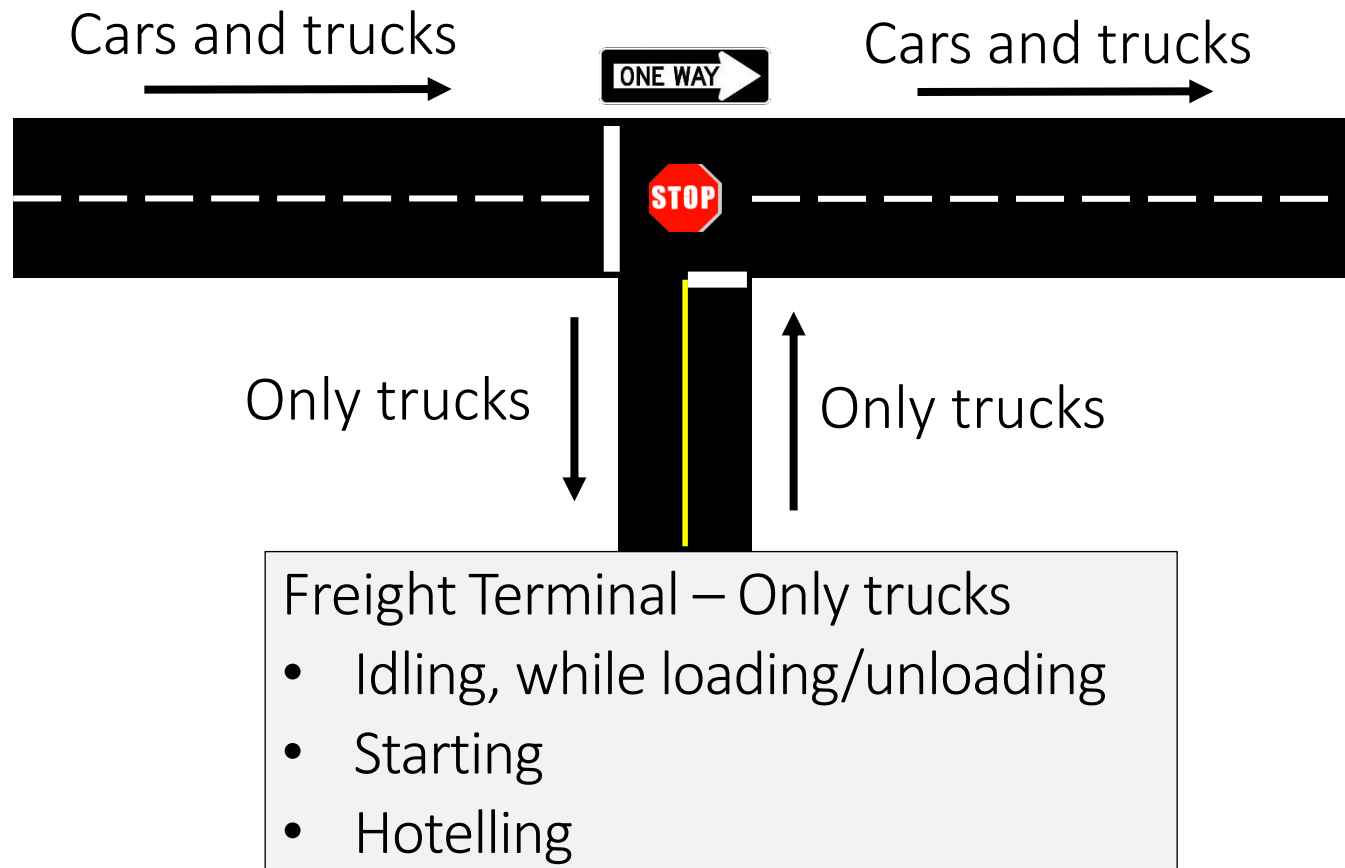 Cars and trucks
ONE WAY
Cars and trucks
STOP
Only trucks
Only trucks
Freight Terminal – Only trucks
• Idling, while loading/unloading
• Starting
• Hotelling